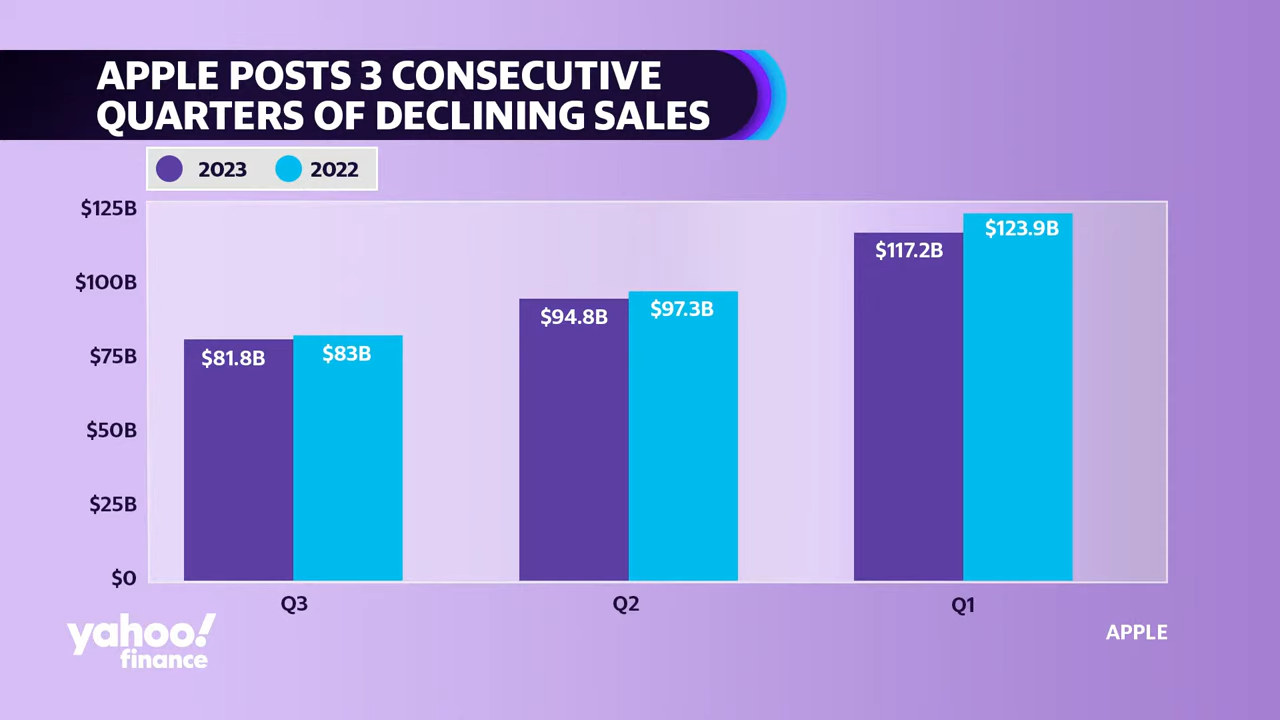 APPLE POSTS 3 CONSECUTIVE
QUARTERS OF DECLINING SALES
2023 2022
$125B
$100B
$75B
$50B
$25B
$0
$81.8B
$83B
$94.8B
$97.3B
$117.2B
$123.9B
Q3
Q2
Q1
yahoo!
finance
APPLE